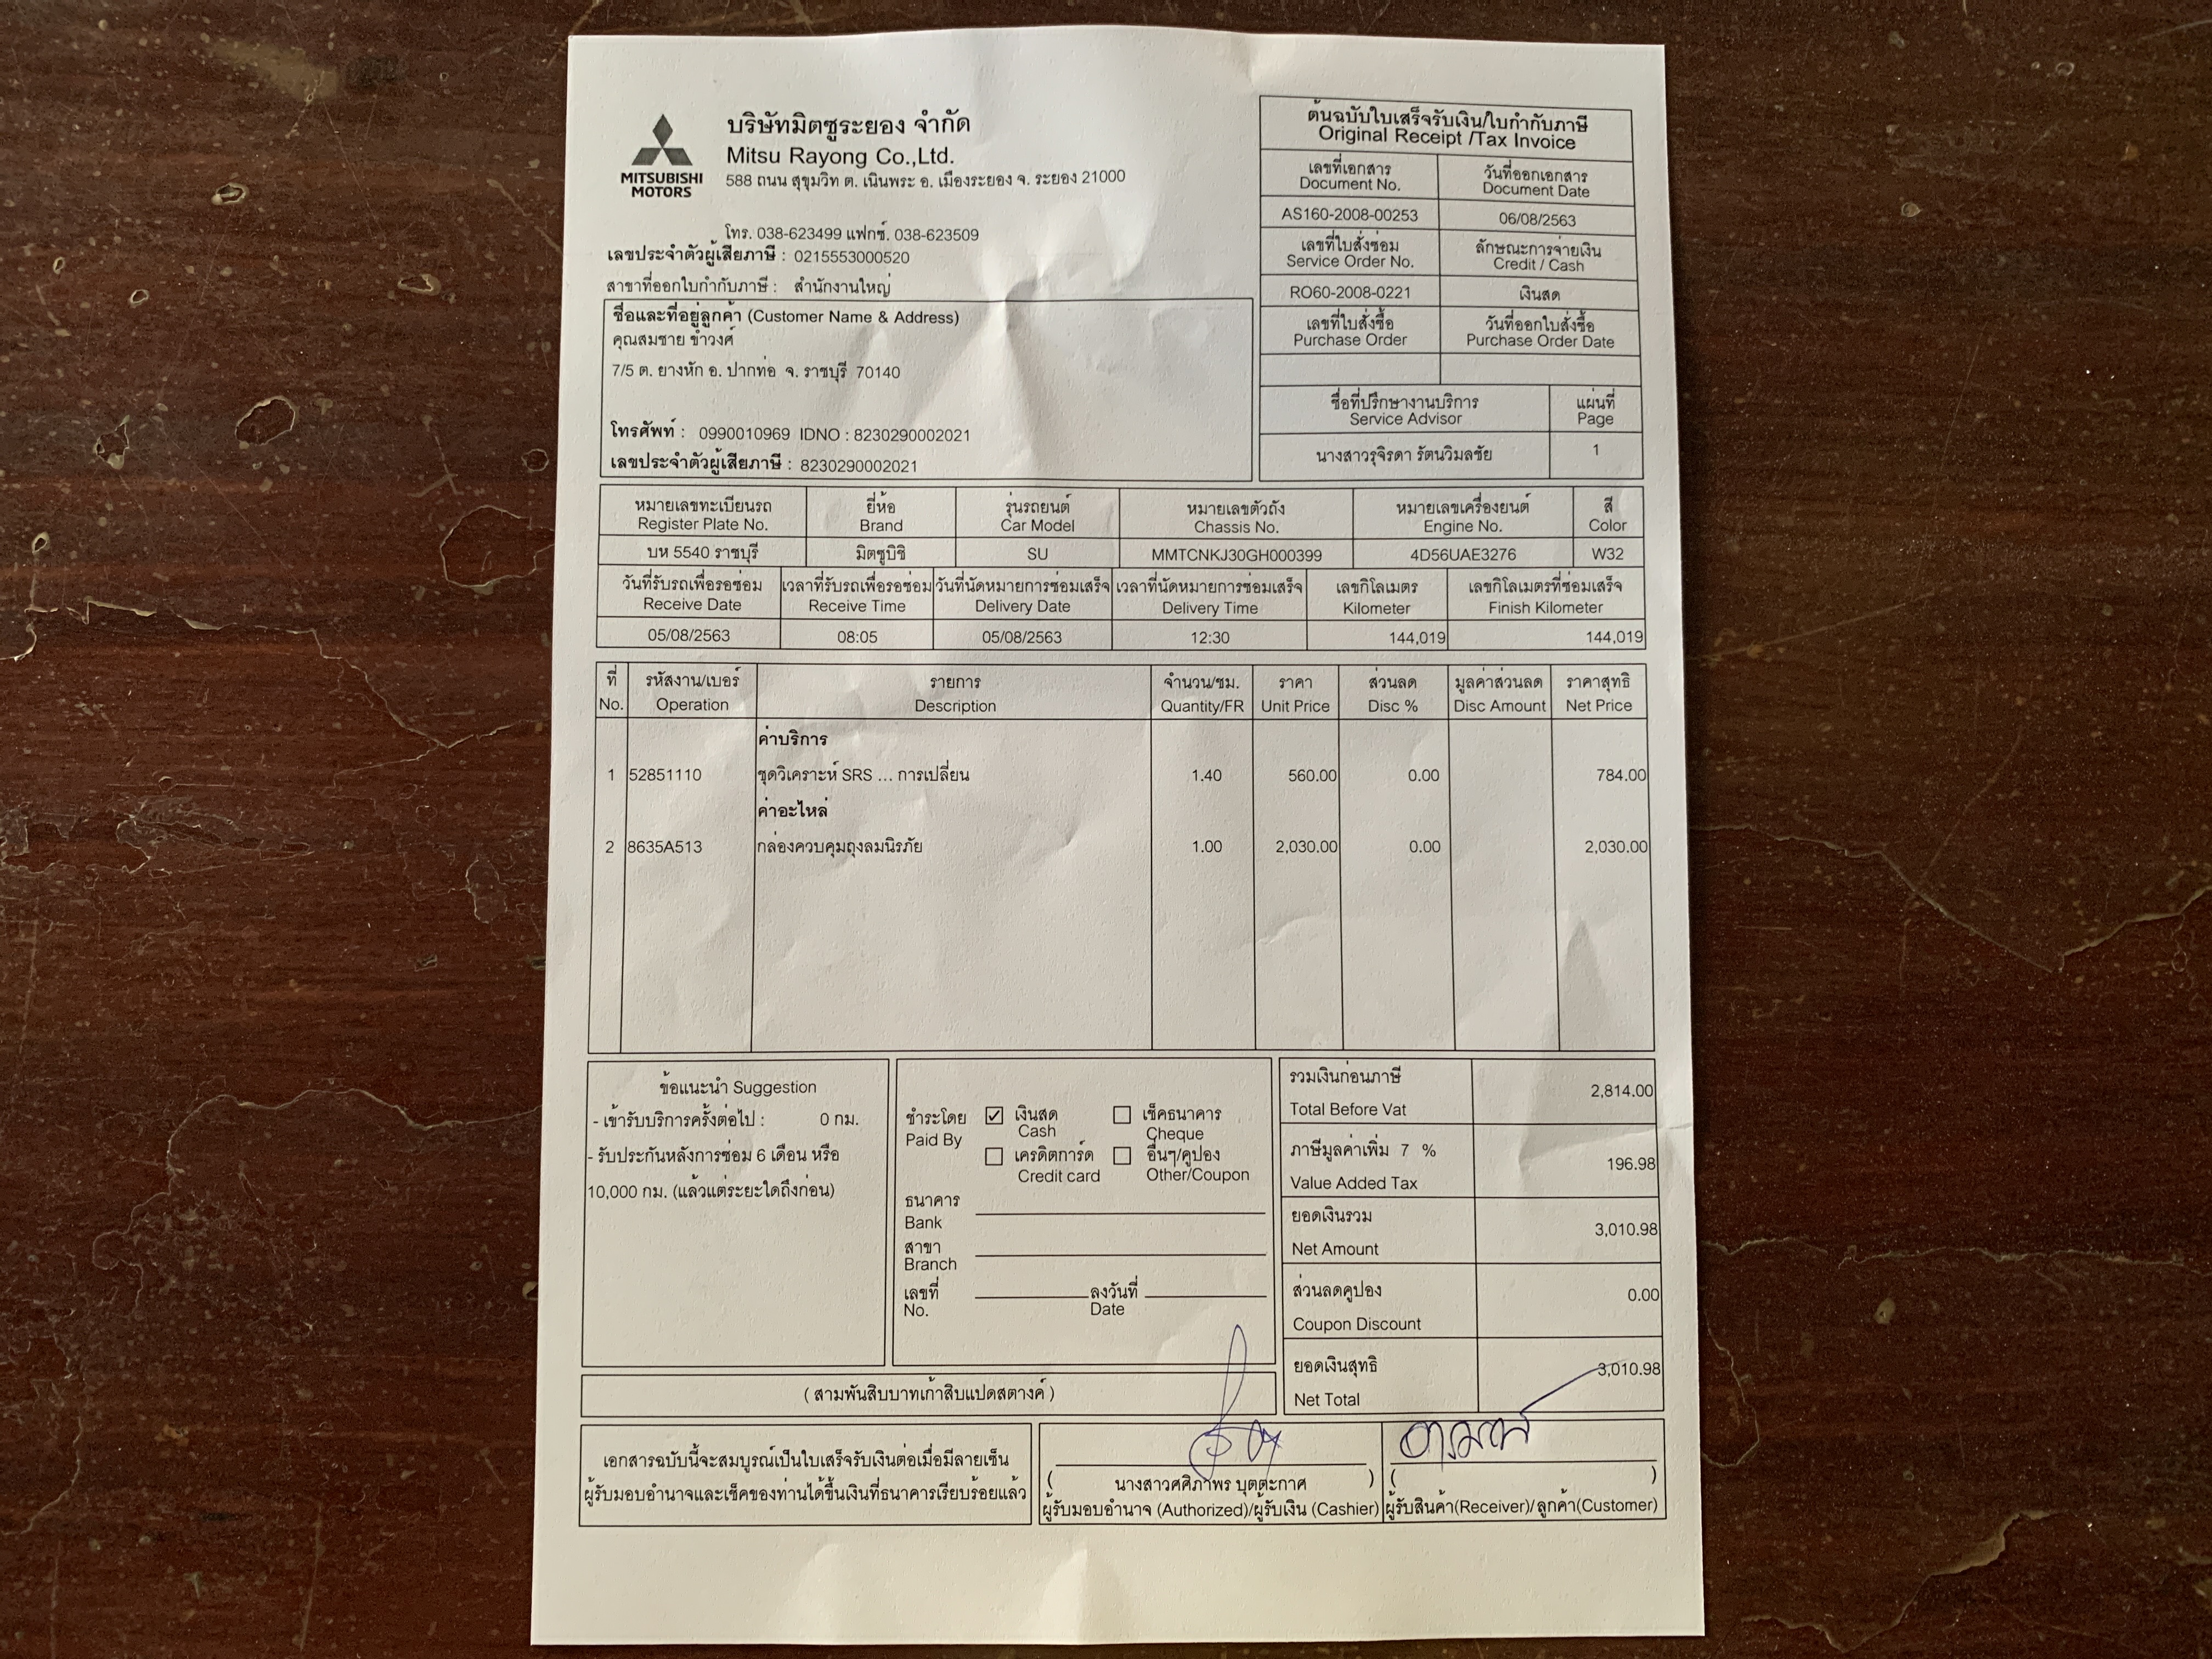 MITSUBISHI
MOTORS
บริษัทมิตซูระยอง จำกัด
Mitsu Rayong Co.,Ltd.
588 ถนน สุขุมวิท ต. เนินพระ อ. เมืองระยอง จ. ระยอง 21000
โทร. 038-623499 แฟกซ์. 038-623509
เลขประจำตัวผู้เสียภาษี : 0215553000520
สาขาที่ออกใบกำกับภาษี : สำนักงานใหญ่
ต้นฉบับใบเสร็จรับเงิน/ใบกำกับภาษี
Original Receipt /Tax Invoice
เลขที่เอกสาร วันที่ออกเอกสาร
Document No. Document Date
AS160-2008-00253 06/08/2563
เลขที่ใบสั่งซ่อม ลักษณะการจ่ายเงิน
Service Order No. Credit / Cash
RO60-2008-0221 เงินสด
เลขที่ใบสั่งซื้อ วันที่ออกใบสั่งซื้อ
Purchase Order Purchase Order Date
ชื่อที่ปรึกษางานบริการ แผ่นที่
Service Advisor Page
นางสาวรุจิรดา รัตนวิมลชัย 1
ชื่อและที่อยู่ลูกค้า (Customer Name & Address)
คุณสมชาย ขำวงศ์
7/5 ต. ยางหัก อ. ปากท่อ จ. ราชบุรี 70140
โทรศัพท์ : 0990010969 IDNO : 8230290002021
เลขประจำตัวผู้เสียภาษี : 8230290002021
หมายเลขทะเบียนรถ ยี่ห้อ รุ่นรถยนต์ หมายเลขตัวถัง หมายเลขเครื่องยนต์ สี
Register Plate No. Brand Car Model Chassis No. Engine No. Color
บห 5540 ราชบุรี มิตซูบิชิ SU MMTCNKJ30GH000399 4D56UAE3276 W32
วันที่รับรถเพื่อรอซ่อม เวลาที่รับรถเพื่อรอซ่อม วันที่นัดหมายการซ่อมเสร็จ เวลาที่นัดหมายการซ่อมเสร็จ เลขกิโลเมตร เลขกิโลเมตรที่ซ่อมเสร็จ
Receive Date Receive Time Delivery Date Delivery Time Kilometer Finish Kilometer
05/08/2563 08:05 05/08/2563 12:30 144,019 144,019
ที่ รหัสงาน/เบอร์ รายการ จำนวน/ชม. ราคา ส่วนลด มูลค่าส่วนลด ราคาสุทธิ
No. Operation Description Quantity/FR Unit Price Disc % Disc Amount Net Price
ค่าบริการ
1 52851110 ชุดวิเคราะห์ SRS ... การเปลี่ยน 1.40 560.00 0.00 784.00
ค่าอะไหล่
2 8635A513 กล่องควบคุมถุงลมนิรภัย 1.00 2,030.00 0.00 2,030.00
ข้อแนะนำ Suggestion
- เข้ารับบริการครั้งต่อไป : 0 กม.
- รับประกันหลังการซ่อม 6 เดือน หรือ
10,000 กม. (แล้วแต่ระยะใดถึงก่อน)
ชำระโดย ☑ เงินสด ☐ เช็คธนาคาร
Paid By Cash Cheque
☐ เครดิตการ์ด ☐ อื่นๆ/คูปอง
Credit card Other/Coupon
ธนาคาร
Bank
สาขา
Branch
เลขที่ ลงวันที่
No. Date
รวมเงินก่อนภาษี
Total Before Vat 2,814.00
ภาษีมูลค่าเพิ่ม 7 %
Value Added Tax 196.98
ยอดเงินรวม
Net Amount 3,010.98
ส่วนลดคูปอง
Coupon Discount 0.00
ยอดเงินสุทธิ
Net Total 3,010.98
( สามพันสิบบาทเก้าสิบแปดสตางค์ )
เอกสารฉบับนี้จะสมบูรณ์เป็นใบเสร็จรับเงินต่อเมื่อมีลายเซ็น
ผู้รับมอบอำนาจและเช็คของท่านได้ขึ้นเงินที่ธนาคารเรียบร้อยแล้ว
( นางสาวศศิภาพร บุตตะกาศ ) ( )
ผู้รับมอบอำนาจ (Authorized)/ผู้รับเงิน (Cashier) ผู้รับสินค้า(Receiver)/ ลูกค้า(Customer)